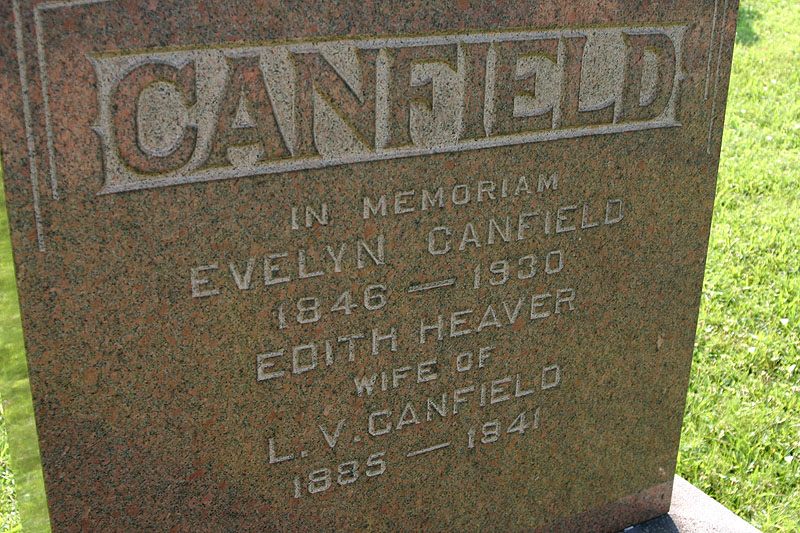 CANFIELD
IN MEMORIAM
EVELYN CANFIELD
1846 — 1930
EDITH HEAVER
WIFE OF
L. V. CANFIELD
1885 — 1941